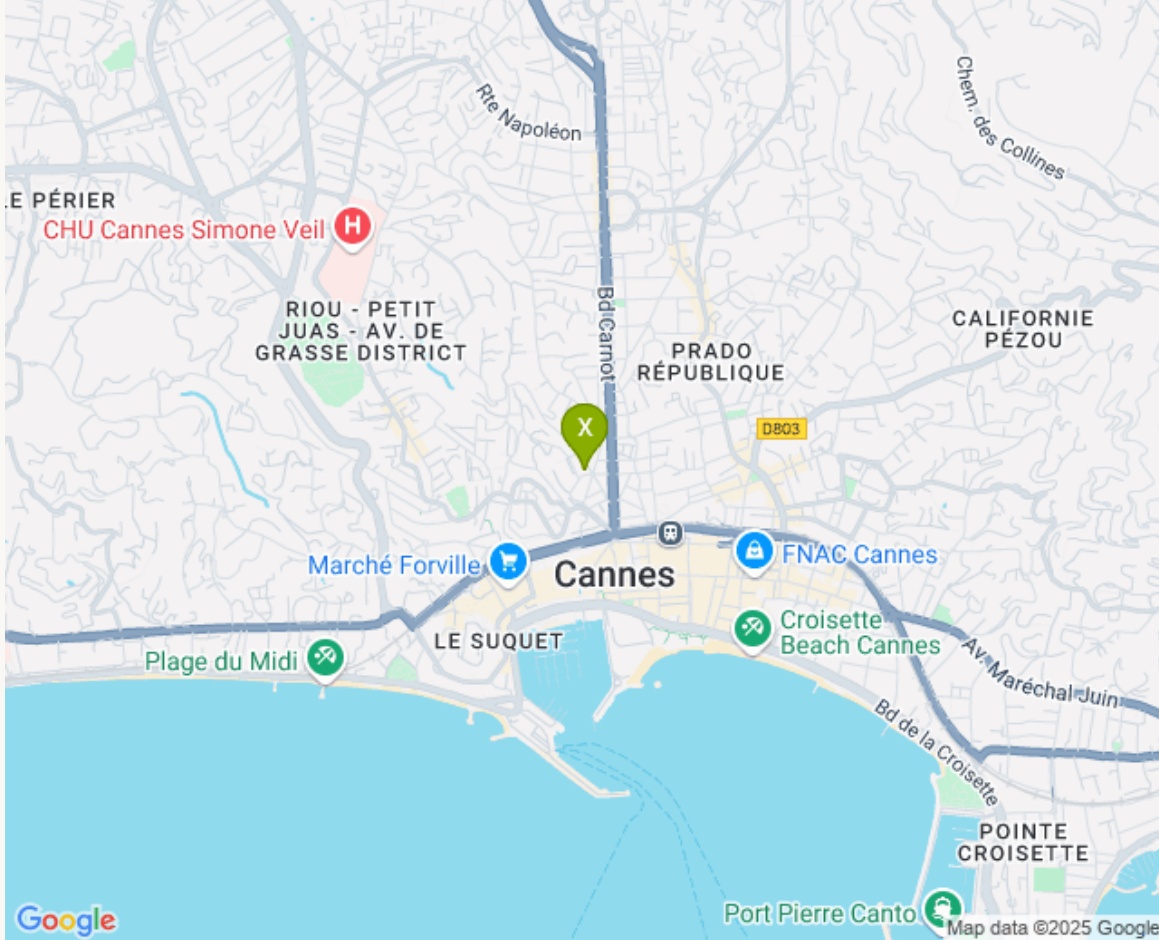 Rte Napoléon
Chem. des Collines
LE PÉRIER
CHU Cannes Simone Veil
H
RIOU - PETIT
JUAS - AV. DE
GRASSE DISTRICT
Bd Carnot
CALIFORNIE
PÉZOU
PRADO
RÉPUBLIQUE
X
D803
Marché Forville
Cannes
FNAC Cannes
LE SUQUET
Croisette
Beach Cannes
Plage du Midi
Av. Maréchal Juin
Bd de la Croisette
POINTE
CROISETTE
Port Pierre Canto
Google
Map data ©2025 Google